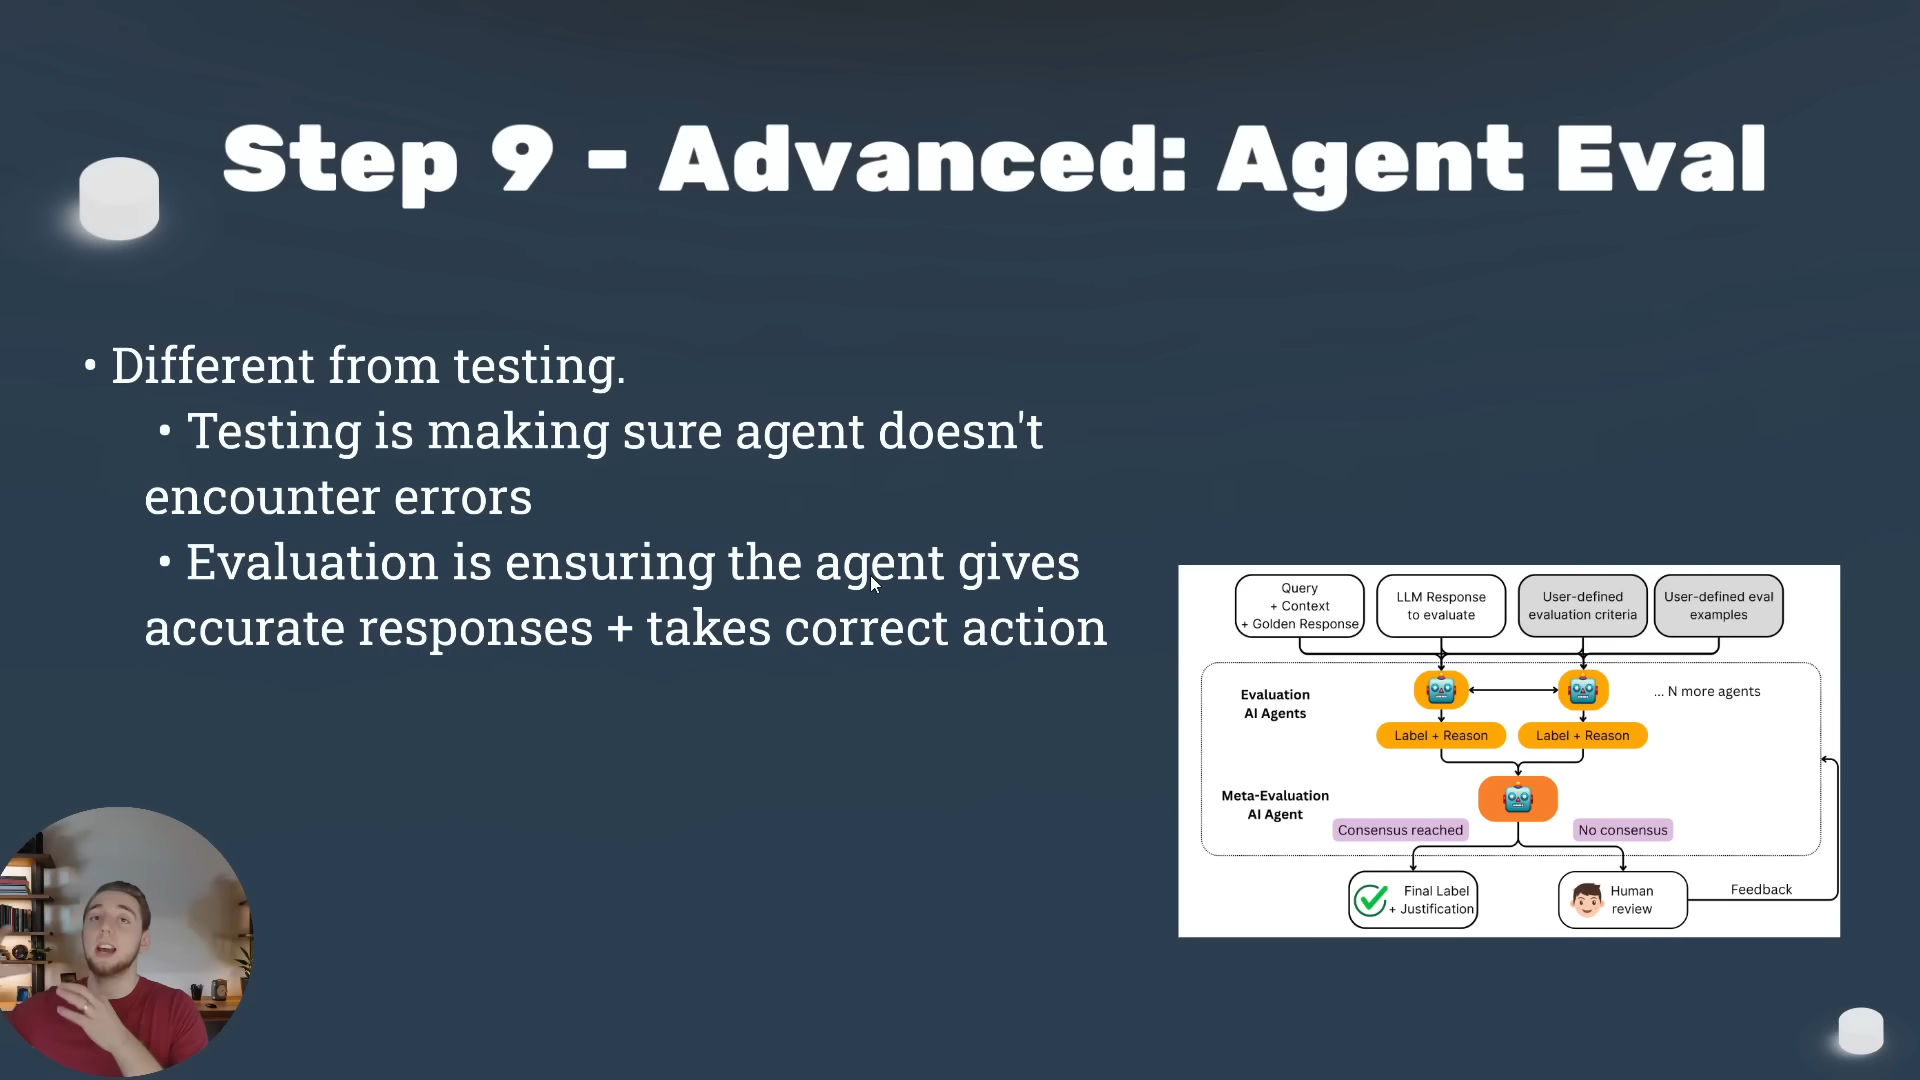 Step 9 - Advanced: Agent Eval
• Different from testing.
• Testing is making sure agent doesn't
encounter errors
• Evaluation is ensuring the agent gives
accurate responses + takes correct action
Query
+ Context
+ Golden Response
LLM Response
to evaluate
User-defined
evaluation criteria
User-defined eval
examples
Evaluation
AI Agents
... N more agents
Label + Reason
Label + Reason
Meta-Evaluation
AI Agent
Consensus reached
No consensus
Final Label
+ Justification
Human
review
Feedback